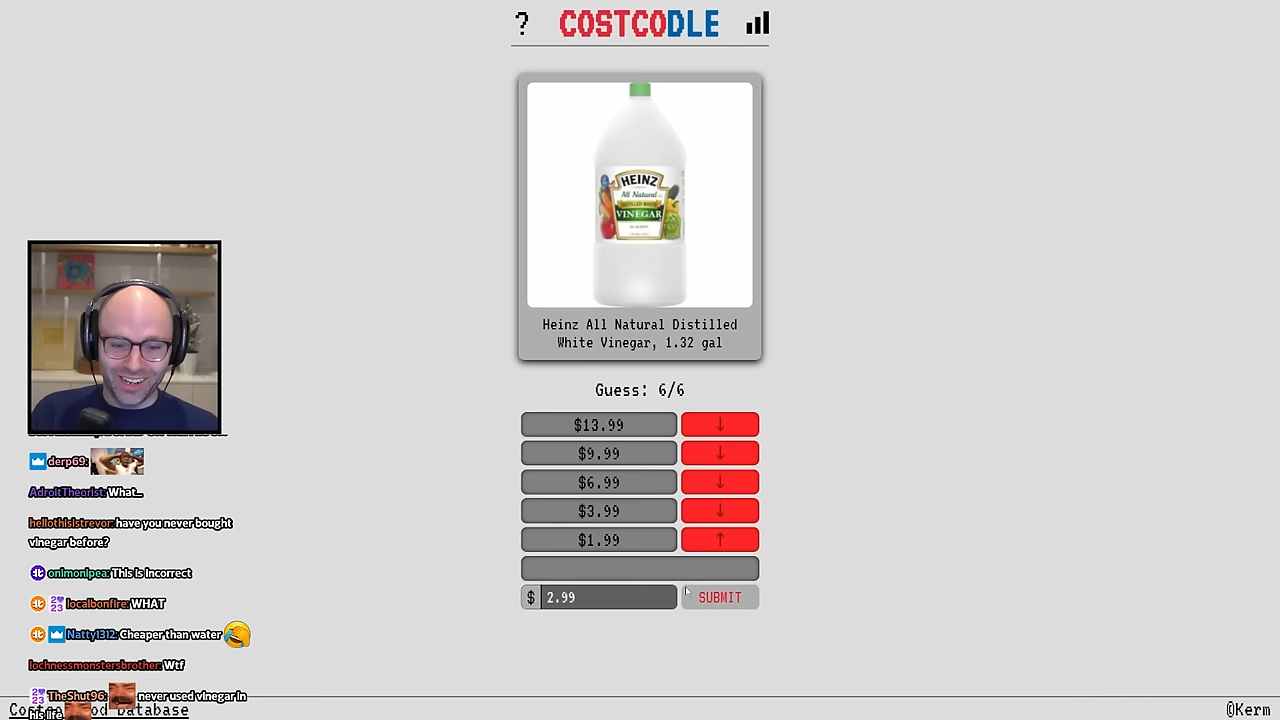 ?
COSTCODLE
HEINZ
All Natural
DISTILLED WHITE
VINEGAR
Heinz All Natural Distilled
White Vinegar, 1.32 gal
Guess: 6/6
$13.99 ↓
$9.99 ↓
$6.99 ↓
$3.99 ↓
$1.99 ↑
$ 2.99 SUBMIT
derp69:
AdroitTheorist: What...
hellothisistrevor: have you never bought
vinegar before?
onimonipea: This is incorrect
localbonfire: WHAT
Natty1312: Cheaper than water
lochnessmonstersbrother: Wtf
TheShut96: never used vinegar in
his life
Database
@Kerm